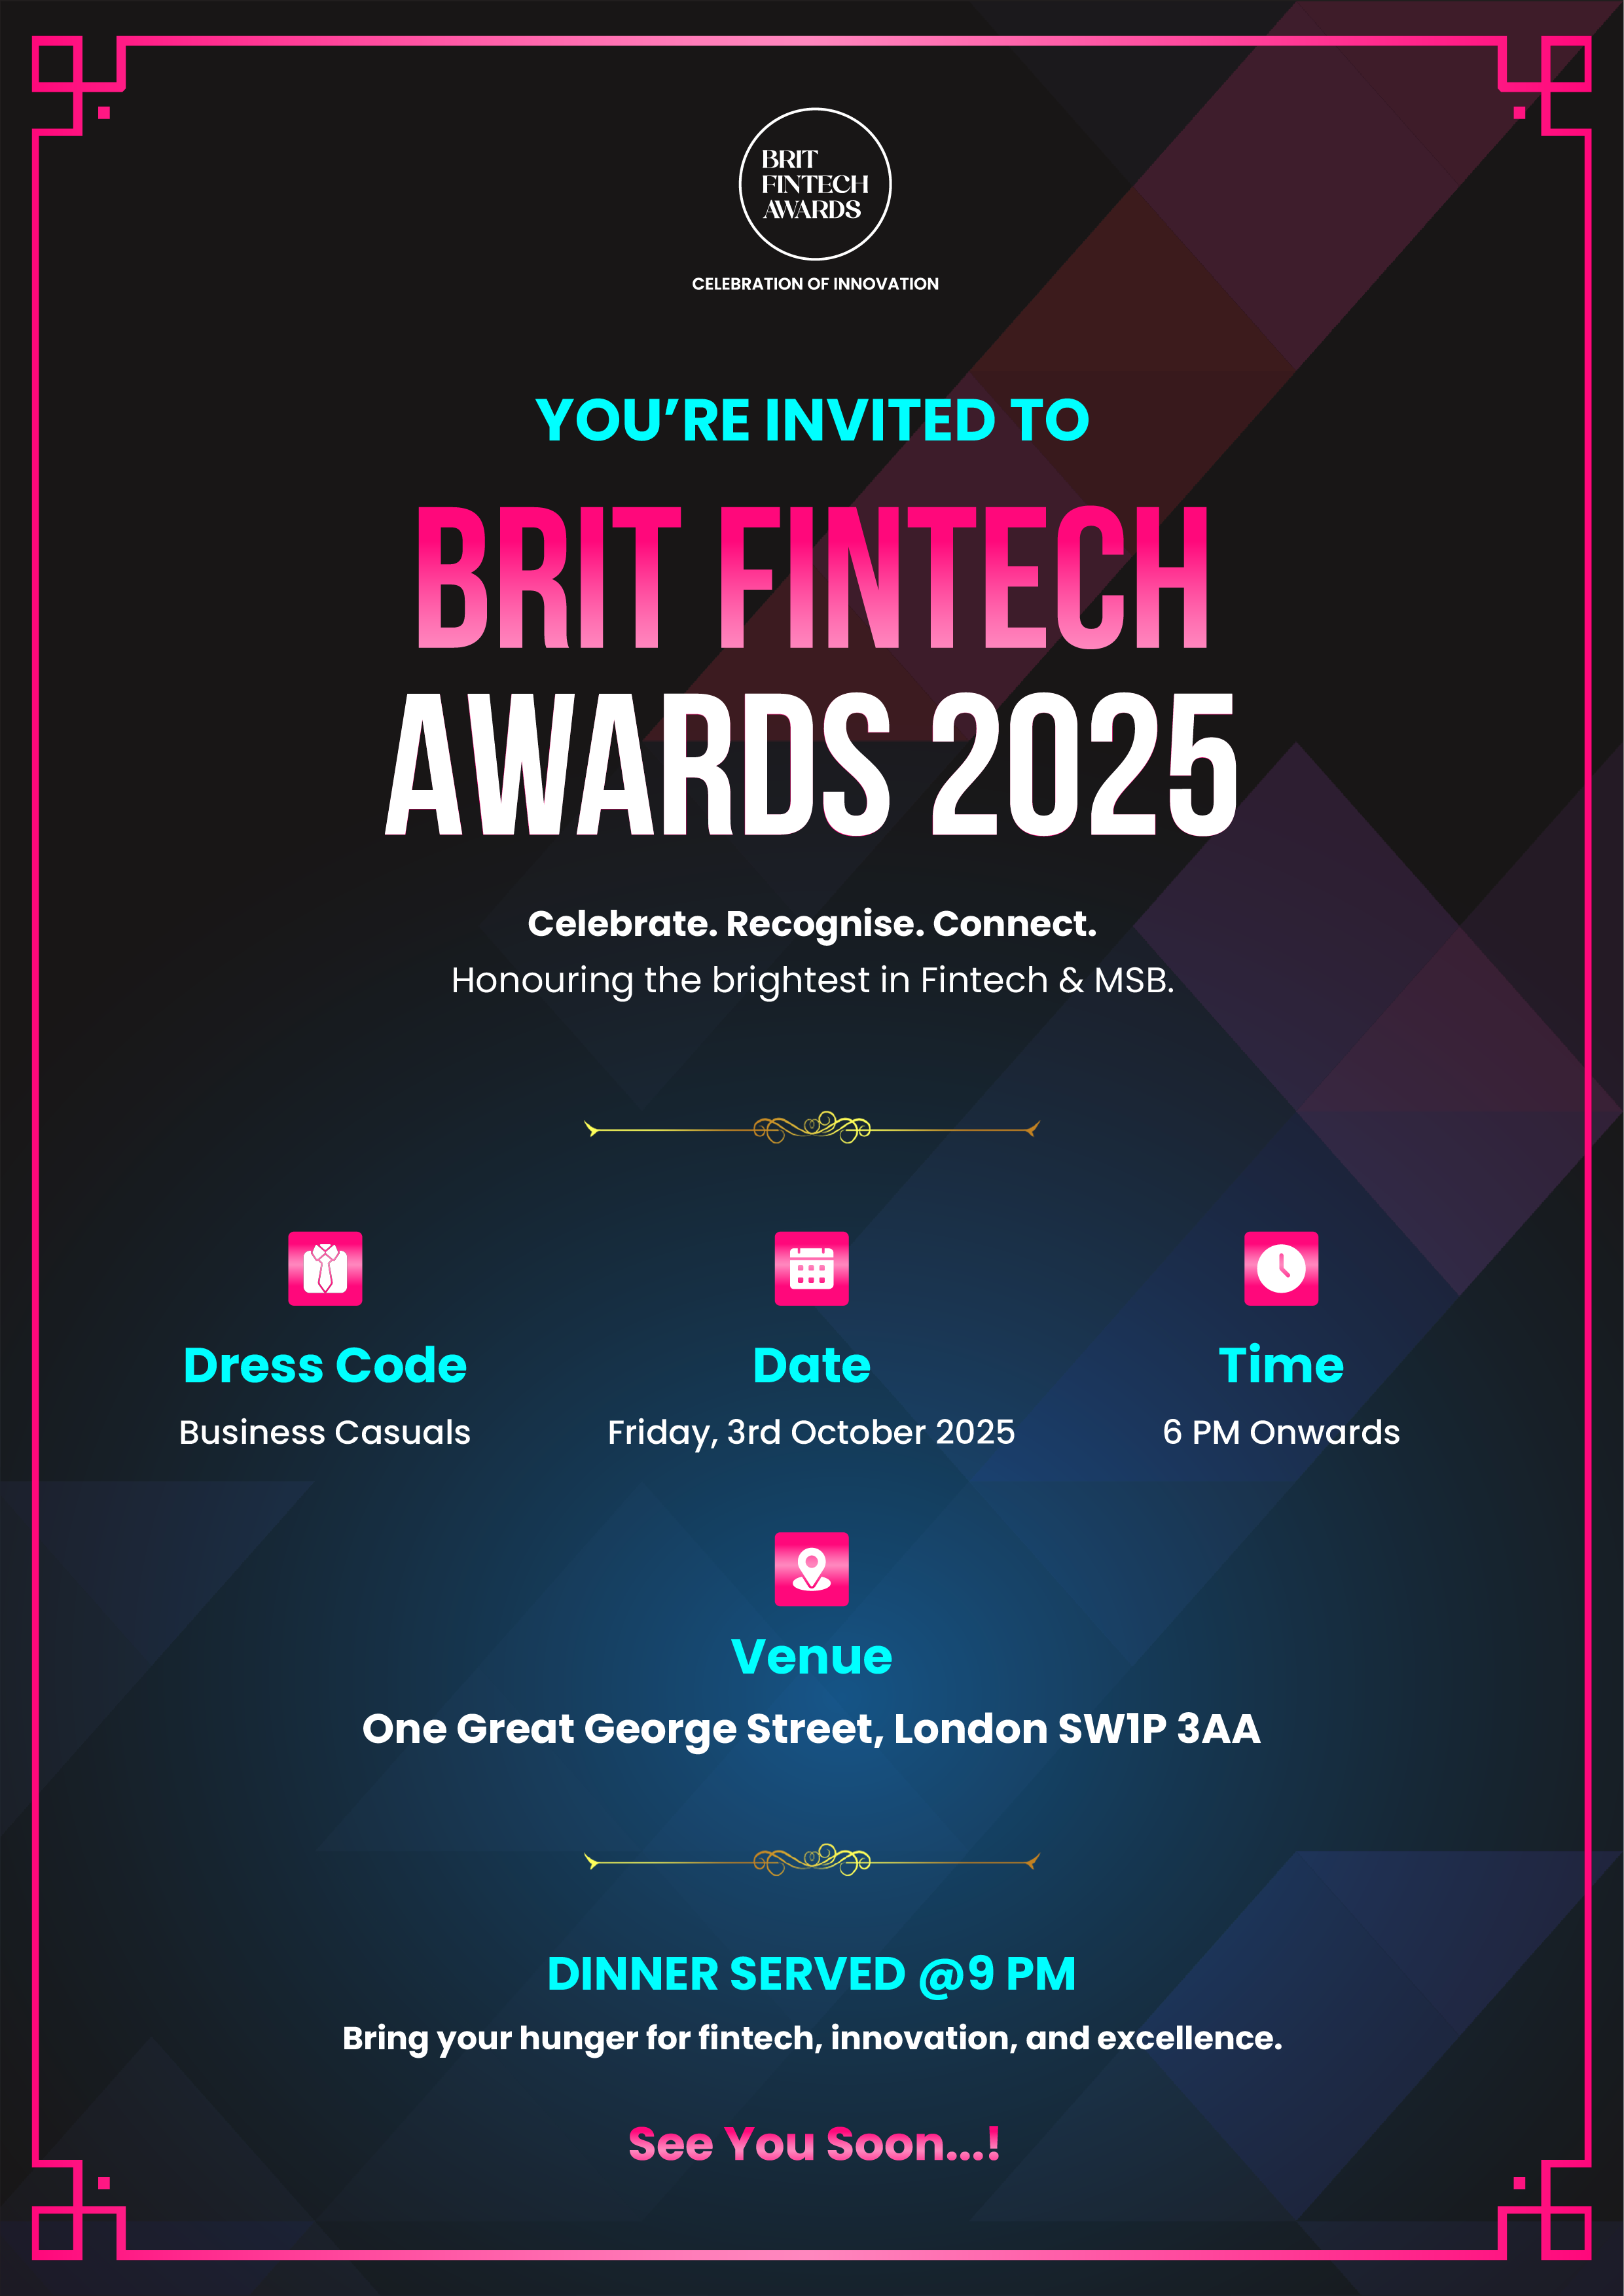 BRIT
FINTECH
AWARDS
CELEBRATION OF INNOVATION
YOU’RE INVITED TO
BRIT FINTECH
AWARDS 2025
Celebrate. Recognise. Connect.
Honouring the brightest in Fintech & MSB.
Dress Code
Business Casuals
Date
Friday, 3rd October 2025
Time
6 PM Onwards
Venue
One Great George Street, London SW1P 3AA
DINNER SERVED @9 PM
Bring your hunger for fintech, innovation, and excellence.
See You Soon...!